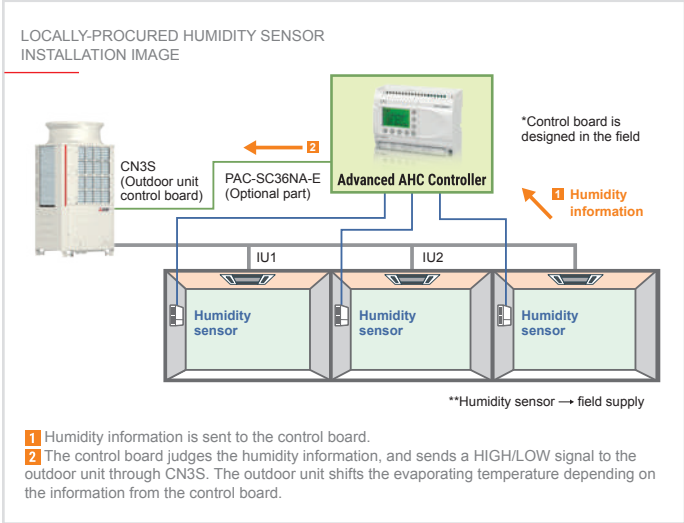 LOCALLY-PROCURED HUMIDITY SENSOR
INSTALLATION IMAGE
*Control board is
designed in the field
2
CN3S
(Outdoor unit
control board)
PAC-SC36NA-E
(Optional part)
Advanced AHC Controller
1 Humidity
information
IU1
IU2
Humidity
sensor
Humidity
sensor
Humidity
sensor
**Humidity sensor → field supply
1 Humidity information is sent to the control board.
2 The control board judges the humidity information, and sends a HIGH/LOW signal to the
outdoor unit through CN3S. The outdoor unit shifts the evaporating temperature depending on
the information from the control board.